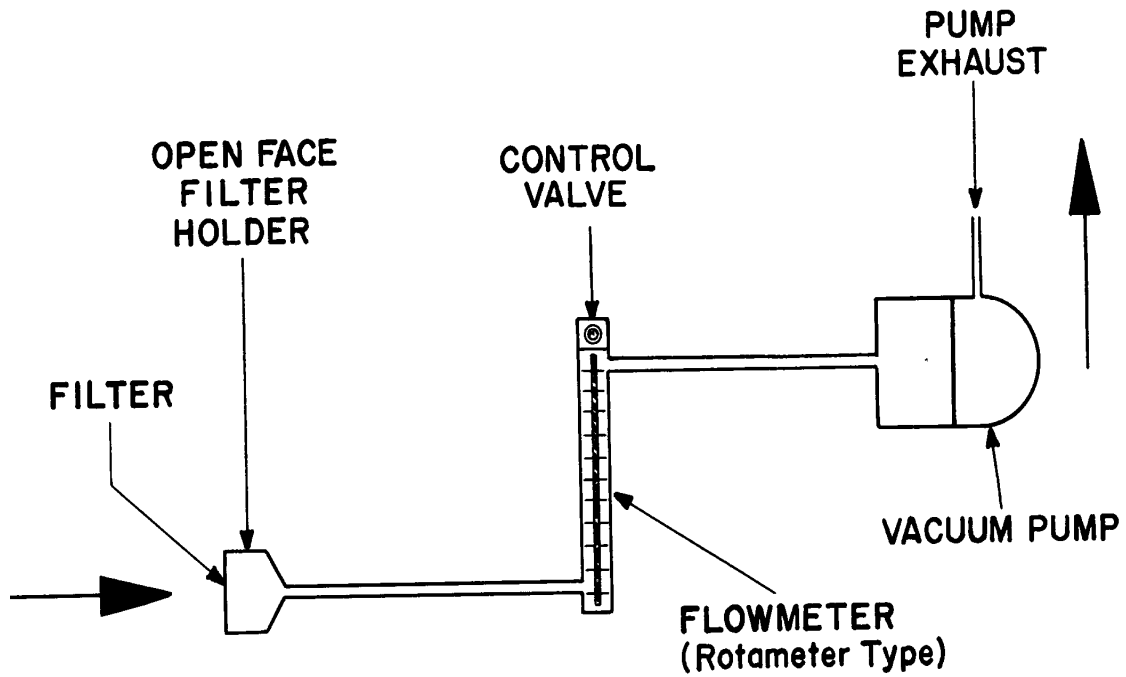 PUMP
EXHAUST
OPEN FACE
FILTER
HOLDER
CONTROL
VALVE
FILTER
VACUUM PUMP
FLOWMETER
(Rotameter Type)